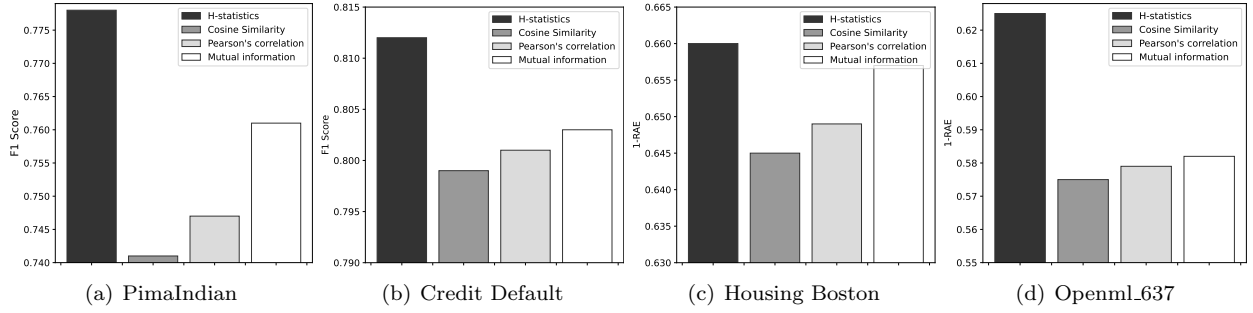 0.775
0.770
0.765
0.760
0.755
0.750
0.745
0.740
F1 Score
H-statistics
Cosine Similarity
Pearson's correlation
Mutual information
(a) PimaIndian
0.815
0.810
0.805
0.800
0.795
0.790
F1 Score
H-statistics
Cosine Similarity
Pearson's correlation
Mutual information
(b) Credit Default
0.665
0.660
0.655
0.650
0.645
0.640
0.635
0.630
1-RAE
H-statistics
Cosine Similarity
Pearson's correlation
Mutual information
(c) Housing Boston
0.62
0.61
0.60
0.59
0.58
0.57
0.56
0.55
1-RAE
H-statistics
Cosine Similarity
Pearson's correlation
Mutual information
(d) Openml_637